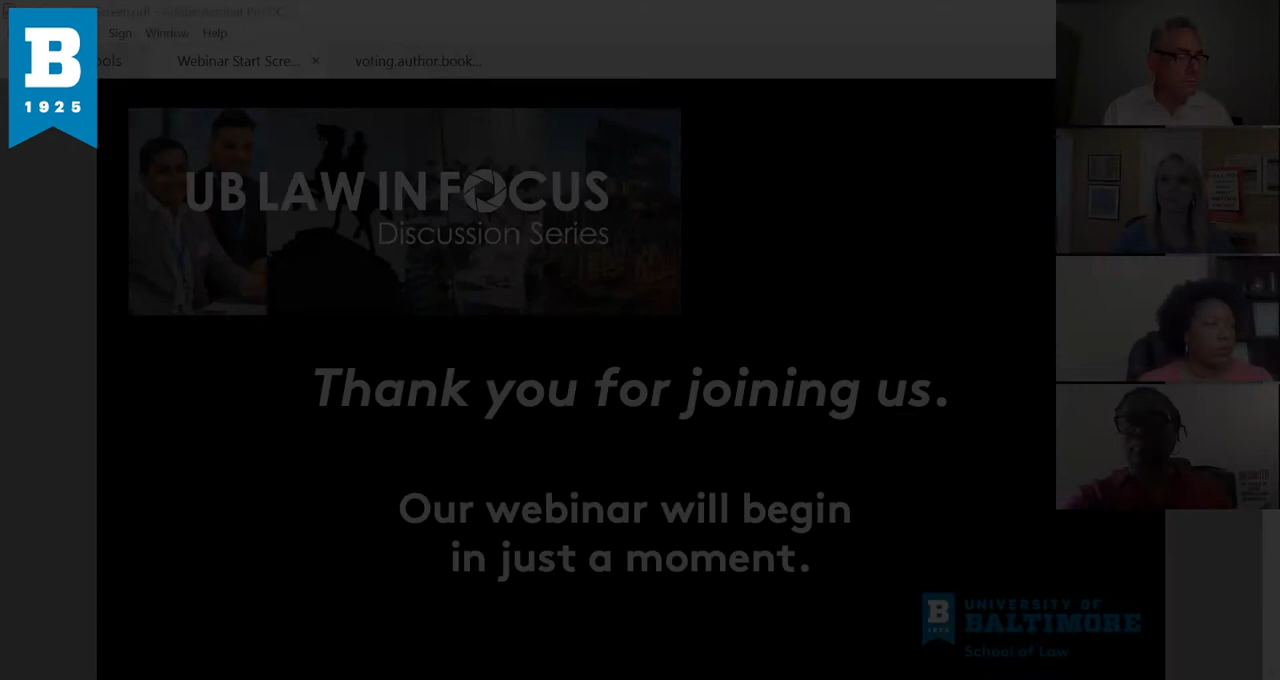 Sign Window Help
Webinar Start Scre... ×
voting.author.book...
B
1925
UB LAW IN FOCUS
Discussion Series
Thank you for joining us.
Our webinar will begin
in just a moment.
B
1925
UNIVERSITY OF
BALTIMORE
School of Law